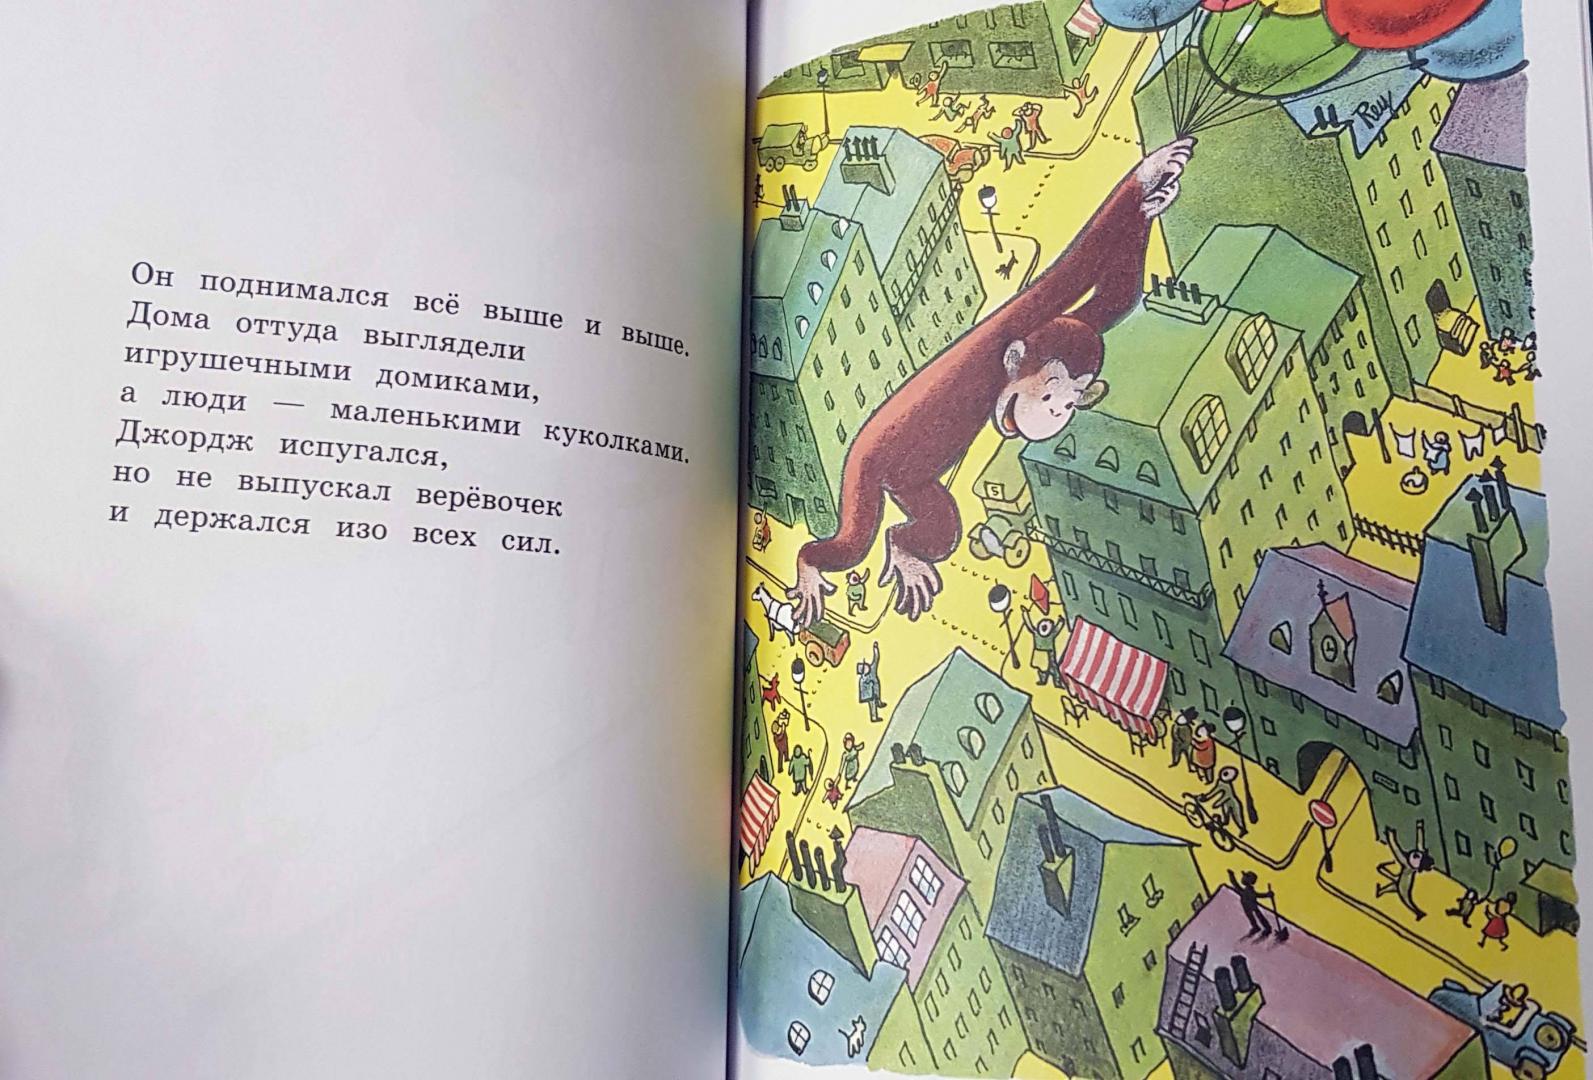 Он поднимался всё выше и выше.
Дома оттуда выглядели
игрушечными домиками,
а люди — маленькими куколками.
Джордж испугался,
но не выпускал верёвочек
и держался изо всех сил.
Rey
5